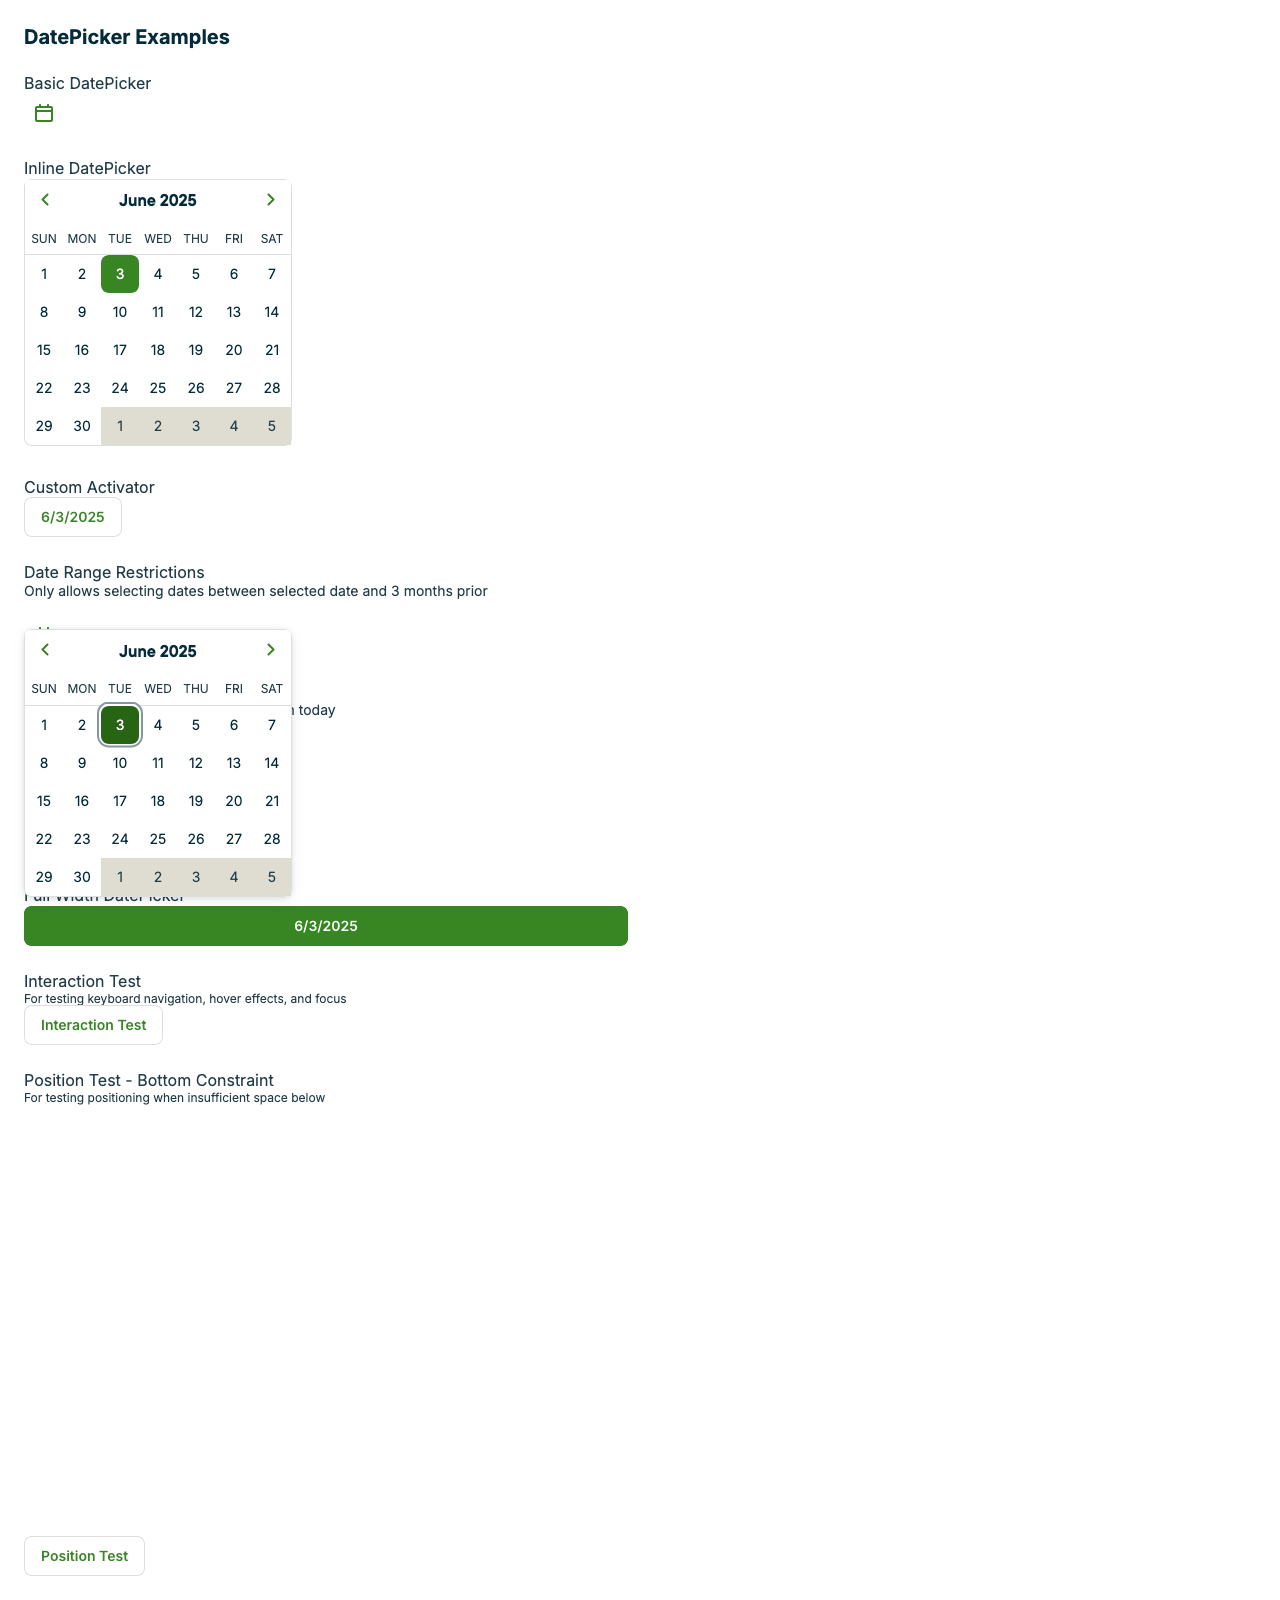 DatePicker Examples
Basic DatePicker
Inline DatePicker
June 2025
SUN MON TUE WED THU FRI SAT
1 2 3 4 5 6 7
8 9 10 11 12 13 14
15 16 17 18 19 20 21
22 23 24 25 26 27 28
29 30 1 2 3 4 5
Custom Activator
6/3/2025
Date Range Restrictions
Only allows selecting dates between selected date and 3 months prior
June 2025
SUN MON TUE WED THU FRI SAT
today
1 2 3 4 5 6 7
8 9 10 11 12 13 14
15 16 17 18 19 20 21
22 23 24 25 26 27 28
29 30 1 2 3 4 5
Full Width DatePicker
6/3/2025
Interaction Test
For testing keyboard navigation, hover effects, and focus
Interaction Test
Position Test - Bottom Constraint
For testing positioning when insufficient space below
Position Test